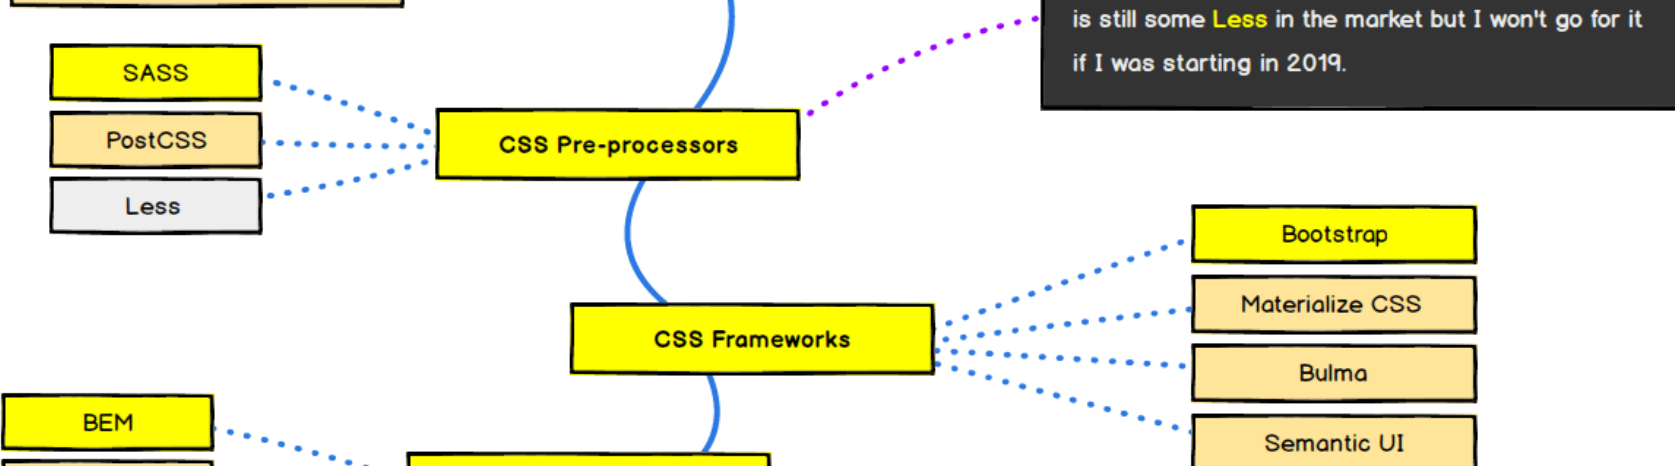 is still some Less in the market but I won't go for it
if I was starting in 2019.
SASS
PostCSS
Less
CSS Pre-processors
Bootstrap
Materialize CSS
Bulma
Semantic UI
CSS Frameworks
BEM